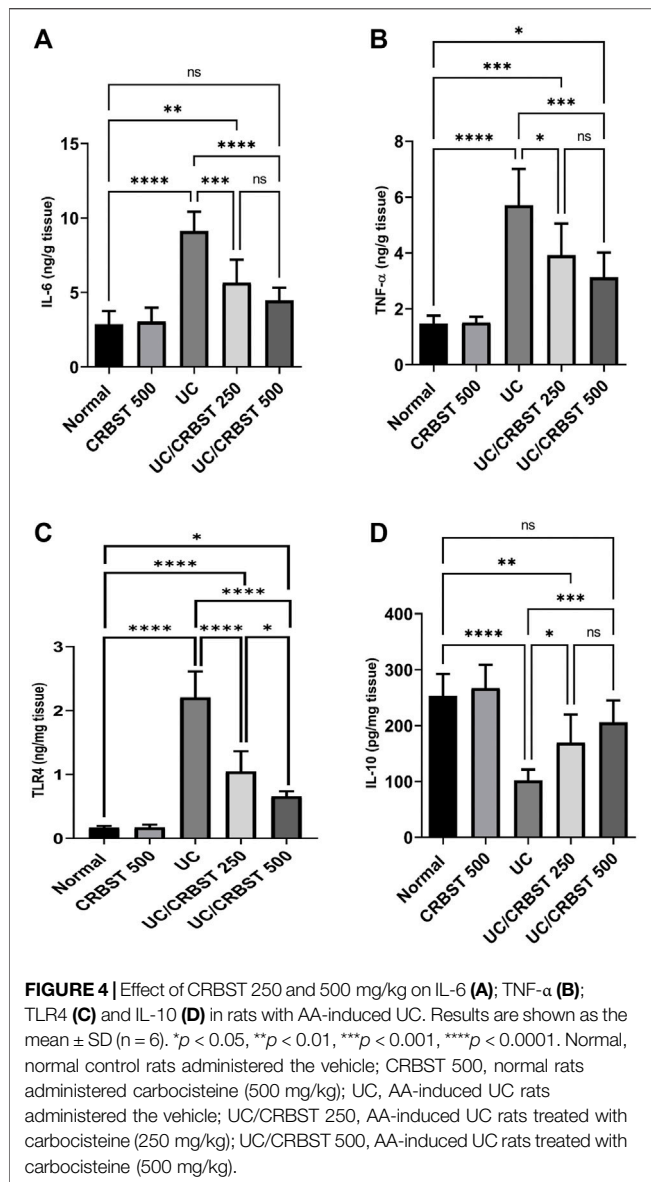 A
ns
**
****
**** *** ns
15
10
5
0
IL-6 (ng/g tissue)
Normal
CRBST 500
UC
UC/CRBST 250
UC/CRBST 500
B
*
***
***
**** * ns
8
6
4
2
0
TNF-α (ng/g tissue)
Normal
CRBST 500
UC
UC/CRBST 250
UC/CRBST 500
C
*
****
****
**** **** *
3
2
1
0
TLR4 (ng/mg tissue)
Normal
CRBST 500
UC
UC/CRBST 250
UC/CRBST 500
D
ns
**
***
**** * ns
400
300
200
100
0
IL-10 (pg/mg tissue)
Normal
CRBST 500
UC
UC/CRBST 250
UC/CRBST 500
FIGURE 4 | Effect of CRBST 250 and 500 mg/kg on IL-6 (A); TNF-α (B);
TLR4 (C) and IL-10 (D) in rats with AA-induced UC. Results are shown as the
mean ± SD (n = 6). *p < 0.05, **p < 0.01, ***p < 0.001, ****p < 0.0001. Normal,
normal control rats administered the vehicle; CRBST 500, normal rats
administered carbocisteine (500 mg/kg); UC, AA-induced UC rats
administered the vehicle; UC/CRBST 250, AA-induced UC rats treated with
carbocisteine (250 mg/kg); UC/CRBST 500, AA-induced UC rats treated with
carbocisteine (500 mg/kg).